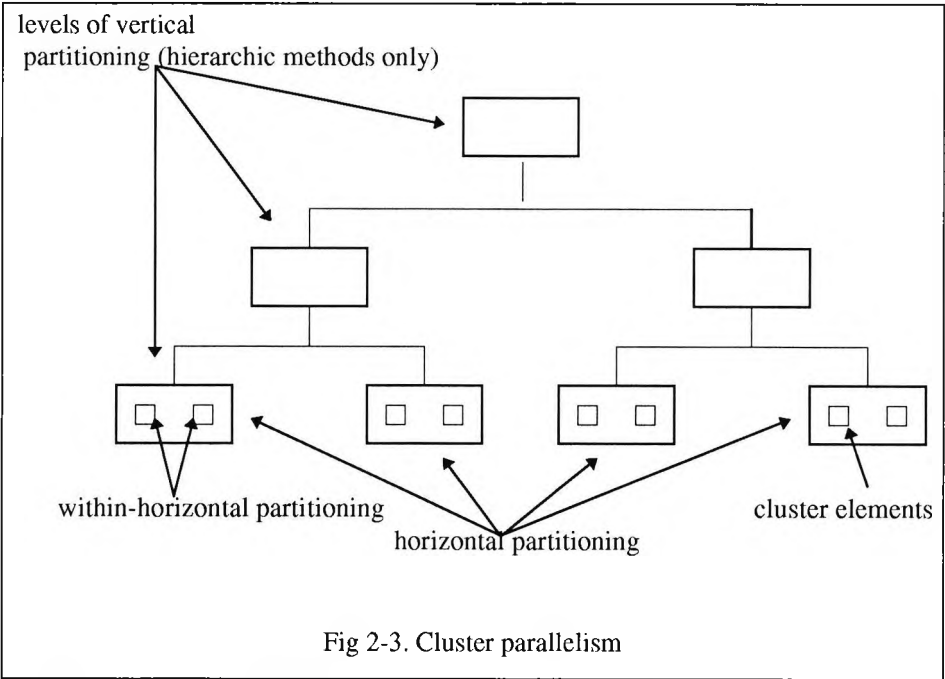 levels of vertical
partitioning (hierarchic methods only)
within-horizontal partitioning
cluster elements
horizontal partitioning
Fig 2-3. Cluster parallelism